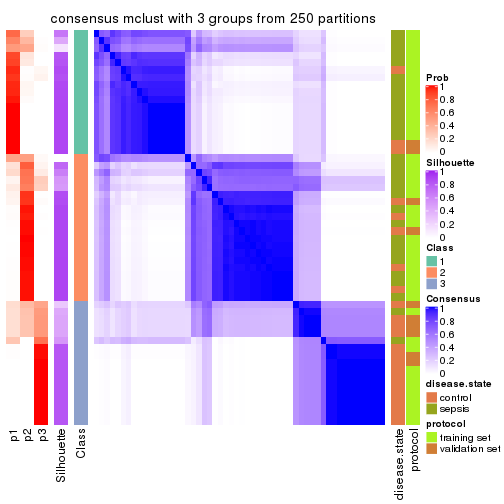 consensus mclust with 3 groups from 250 partitions
Prob
0.8
0.6
0.4
0.2
0
Silhouette
1
0.8
0.6
0.4
0.2
0
Class
1
2
3
Consensus
1
0.8
0.6
0.4
0.2
0
disease.state
control
sepsis
protocol
training set
validation set
p1
p2
p3
Silhouette
Class
disease.state
protocol